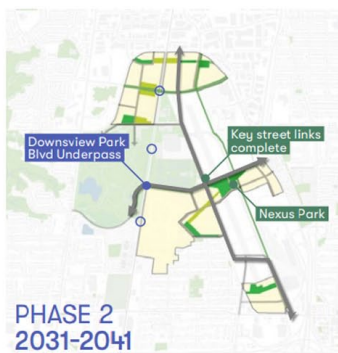 Key street links
complete
Downsview Park
Blvd Underpass
Nexus Park
PHASE 2
2031-2041